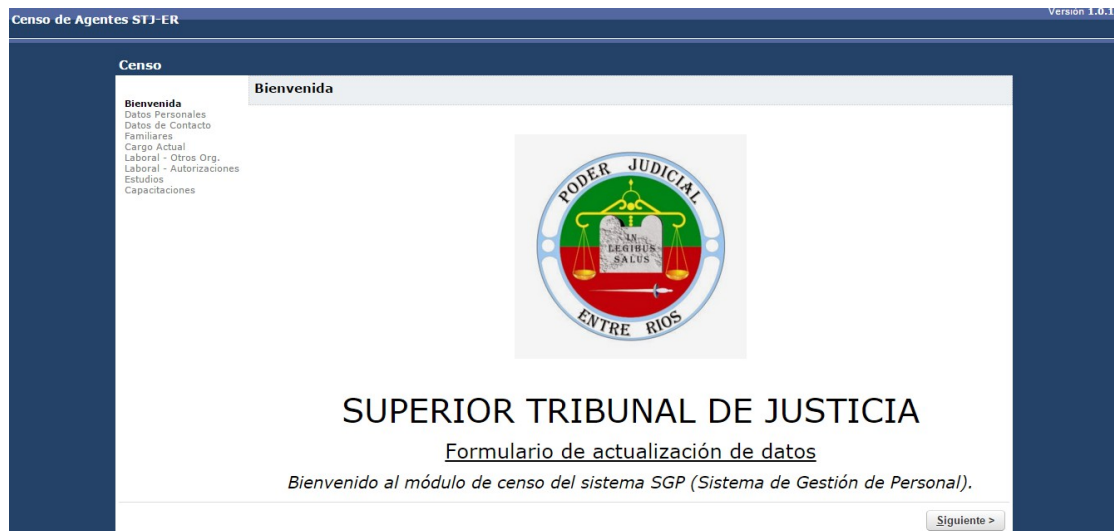 Censo de Agentes STJ-ER
Versión 1.0.1
Censo
Bienvenida
Bienvenida
Datos Personales
Datos de Contacto
Familiares
Cargo Actual
Laboral - Otros Org.
Laboral - Autorizaciones
Estudios
Capacitaciones
PODER JUDICIAL
IN
LEGIBUS
SALUS
ENTRE RIOS
SUPERIOR TRIBUNAL DE JUSTICIA
Formulario de actualización de datos
Bienvenido al módulo de censo del sistema SGP (Sistema de Gestión de Personal).
Siguiente >